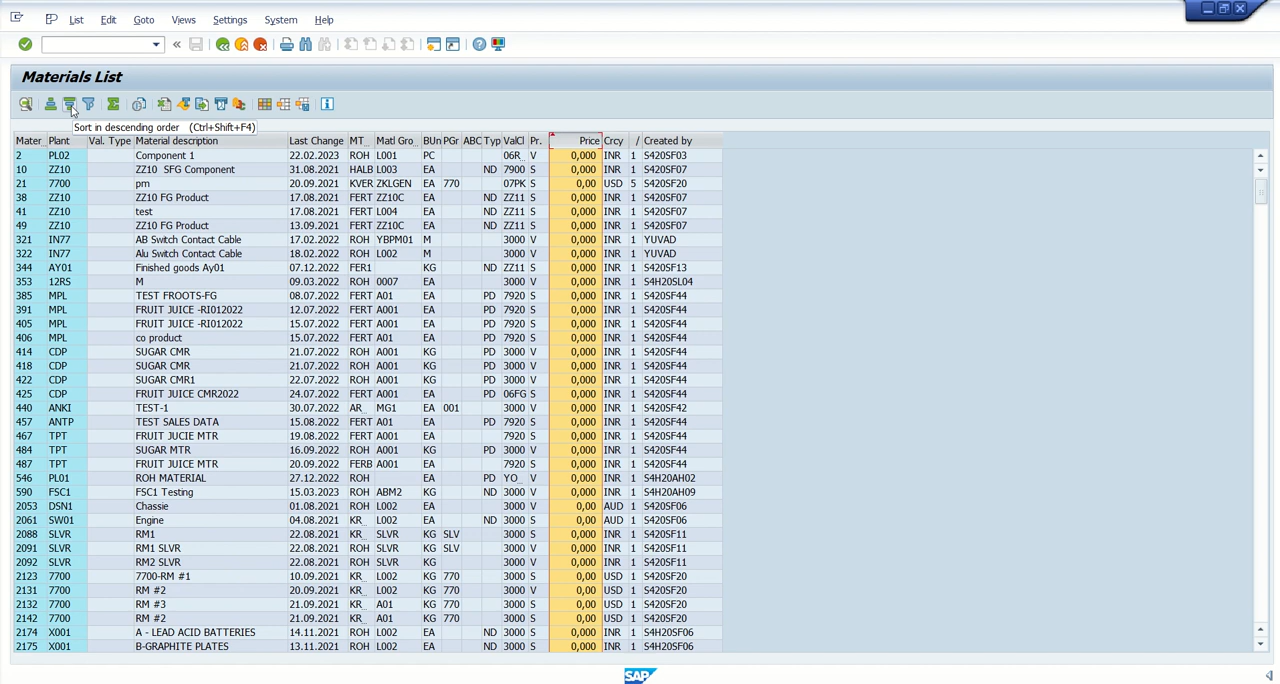 List Edit Goto Views Settings System Help
Materials List
Sort in descending order (Ctrl+Shift+F4)
Mater Plant Val. Type Material description Last Change MT Matl Gro BUn PGr ABC Typ ValCl Pr. Price Crcy / Created by
2 PL02 Component 1 22.02.2023 ROH L001 PC 06R V 0,000 INR 1 S420SF03
10 ZZ10 ZZ10 SFG Component 31.08.2021 HALB L003 EA ND 7900 S 0,000 INR 1 S420SF07
21 7700 pm 20.09.2021 KVER ZKLGEN EA 770 07PK S 0,00 USD 5 S420SF20
38 ZZ10 ZZ10 FG Product 17.08.2021 FERT ZZ10C EA ND ZZ11 S 0,000 INR 1 S420SF07
41 ZZ10 test 17.08.2021 FERT L004 EA ND ZZ11 S 0,000 INR 1 S420SF07
49 ZZ10 ZZ10 FG Product 13.09.2021 FERT ZZ10C EA ND ZZ11 S 0,000 INR 1 S420SF07
321 IN77 AB Switch Contact Cable 17.02.2022 ROH YBPM01 M 3000 V 0,000 INR 1 YUVAD
322 IN77 Alu Switch Contact Cable 18.02.2022 ROH L002 M 3000 V 0,000 INR 1 YUVAD
344 AY01 Finished goods Ay01 07.12.2022 FER1 KG ND ZZ11 S 0,000 INR 1 S420SF13
353 12RS M 09.03.2022 ROH 0007 EA 3000 V 0,000 INR 1 S4H20SL04
385 MPL TEST FROOTS-FG 08.07.2022 FERT A01 EA PD 7920 S 0,000 INR 1 S420SF44
391 MPL FRUIT JUICE -RI012022 12.07.2022 FERT A001 EA PD 7920 S 0,000 INR 1 S420SF44
405 MPL FRUIT JUICE -RI012022 15.07.2022 FERT A001 EA PD 7920 S 0,000 INR 1 S420SF44
406 MPL co product 15.07.2022 FERT A01 EA PD 7920 S 0,000 INR 1 S420SF44
414 CDP SUGAR CMR 21.07.2022 ROH A001 KG PD 3000 V 0,000 INR 1 S420SF44
418 CDP SUGAR CMR 21.07.2022 ROH A001 KG PD 3000 V 0,000 INR 1 S420SF44
422 CDP SUGAR CMR1 22.07.2022 ROH A001 KG PD 3000 V 0,000 INR 1 S420SF44
425 CDP FRUIT JUICE CMR2022 24.07.2022 FERT A001 EA PD 06FG S 0,000 INR 1 S420SF44
440 ANKI TEST-1 30.07.2022 AR MG1 EA 001 3000 V 0,000 INR 1 S420SF42
457 ANTP TEST SALES DATA 15.08.2022 FERT A01 EA PD 7920 S 0,000 INR 1 S420SF44
467 TPT FRUIT JUCIE MTR 19.08.2022 FERT A001 EA 7920 S 0,000 INR 1 S420SF44
484 TPT SUGAR MTR 16.09.2022 ROH A001 KG PD 3000 V 0,000 INR 1 S420SF44
487 TPT FRUIT JUICE MTR 20.09.2022 FERB A001 EA 7920 S 0,000 INR 1 S420SF44
546 PL01 ROH MATERIAL 27.12.2022 ROH EA PD YO V 0,000 INR 1 S4H20AH02
590 FSC1 FSC1 Testing 15.03.2023 ROH ABM2 KG ND 3000 V 0,000 INR 1 S4H20AH09
2053 DSN1 Chassie 01.08.2021 ROH L002 EA 3000 V 0,00 AUD 1 S420SF06
2061 SW01 Engine 04.08.2021 KR L002 EA ND 3000 S 0,00 AUD 1 S420SF06
2088 SLVR RM1 22.08.2021 KR SLVR KG SLV 3000 S 0,000 INR 1 S420SF11
2091 SLVR RM1 SLVR 22.08.2021 ROH SLVR KG SLV 3000 V 0,000 INR 1 S420SF11
2092 SLVR RM2 SLVR 22.08.2021 ROH SLVR KG 3000 V 0,000 INR 1 S420SF11
2123 7700 7700-RM #1 10.09.2021 KR L002 KG 770 3000 S 0,00 USD 1 S420SF20
2131 7700 RM #2 20.09.2021 KR L002 KG 770 3000 V 0,00 USD 1 S420SF20
2132 7700 RM #3 21.09.2021 KR A01 KG 770 3000 S 0,00 USD 1 S420SF20
2142 7700 RM #2 21.09.2021 KR A01 KG 770 3000 S 0,00 USD 1 S420SF20
2174 X001 A - LEAD ACID BATTERIES 14.11.2021 ROH L002 EA ND 3000 S 0,000 INR 1 S4H20SF06
2175 X001 B-GRAPHITE PLATES 13.11.2021 ROH L002 EA ND 3000 S 0,000 INR 1 S4H20SF06
SAP